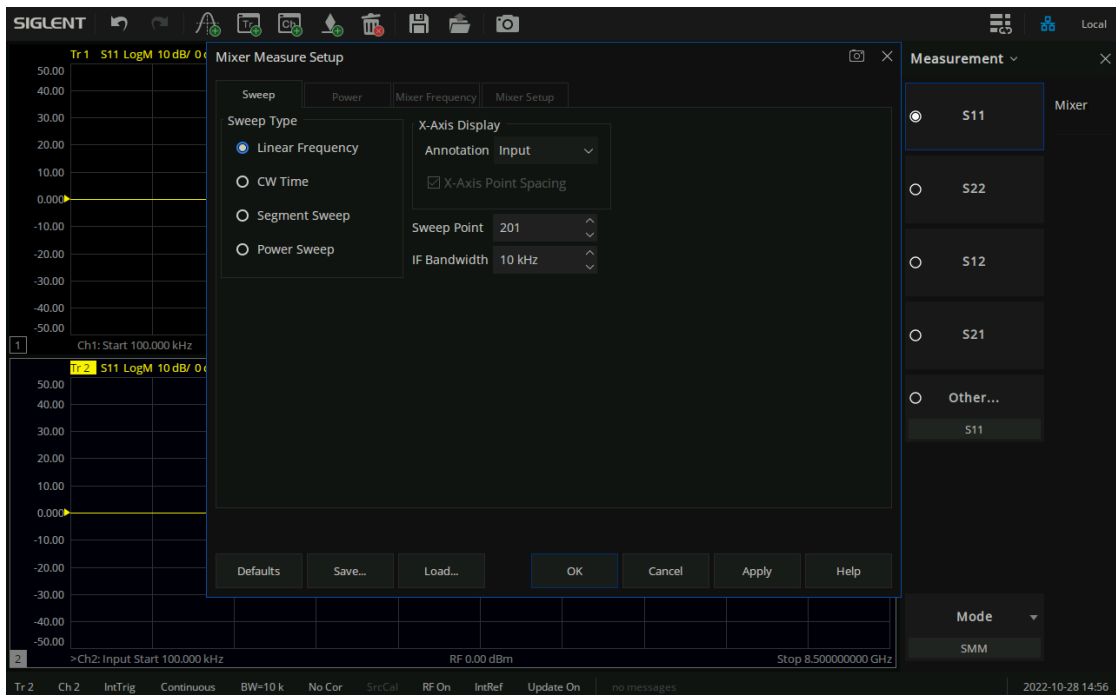 SIGLENT Tr Ch Local
Tr 1 S11 LogM 10 dB/ 0
50.00
40.00
30.00
20.00
10.00
0.000
-10.00
-20.00
-30.00
-40.00
-50.00
1 Ch1: Start 100.000 kHz
Tr 2 S11 LogM 10 dB/ 0
50.00
40.00
30.00
20.00
10.00
0.000
-10.00
-20.00
-30.00
-40.00
-50.00
2 >Ch2: Input Start 100.000 kHz RF 0.00 dBm Stop 8.500000000 GHz
Mixer Measure Setup
Sweep Power Mixer Frequency Mixer Setup
Sweep Type
Linear Frequency
CW Time
Segment Sweep
Power Sweep
X-Axis Display
Annotation Input
X-Axis Point Spacing
Sweep Point 201
IF Bandwidth 10 kHz
Defaults Save... Load... OK Cancel Apply Help
Measurement
Mixer
S11
S22
S12
S21
Other...
S11
Mode
SMM
Tr 2 Ch 2 IntTrig Continuous BW=10 k No Cor SrcCal RF On IntRef Update On no messages 2022-10-28 14:56